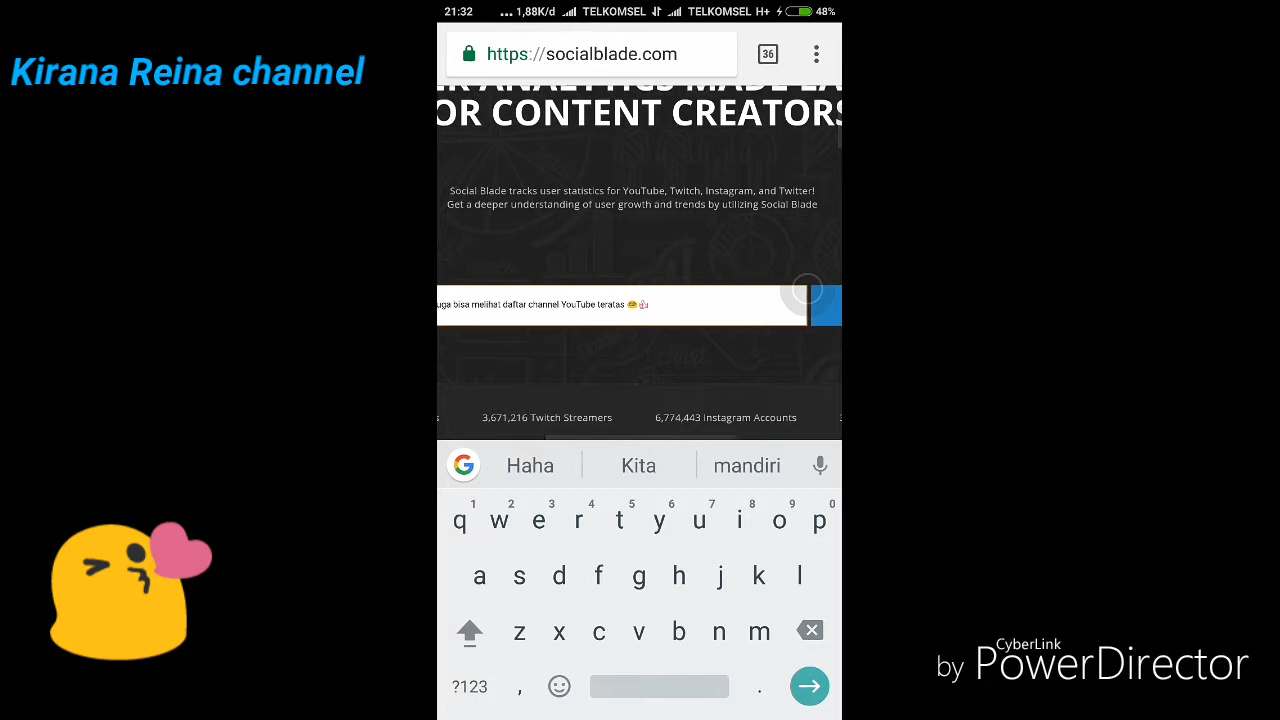 21:32 ... 1,88K/d TELKOMSEL TELKOMSEL H+ 48%
Kirana Reina channel
https://socialblade.com 36
OR CONTENT CREATORS
Social Blade tracks user statistics for YouTube, Twitch, Instagram, and Twitter!
Get a deeper understanding of user growth and trends by utilizing Social Blade
uga bisa melihat daftar channel YouTube teratas
3,671,216 Twitch Streamers 6,774,443 Instagram Accounts
Haha Kita mandiri
1 2 3 4 5 6 7 8 9 0
q w e r t y u i o p
a s d f g h j k l
z x c v b n m
?123 , .
CyberLink
by PowerDirector